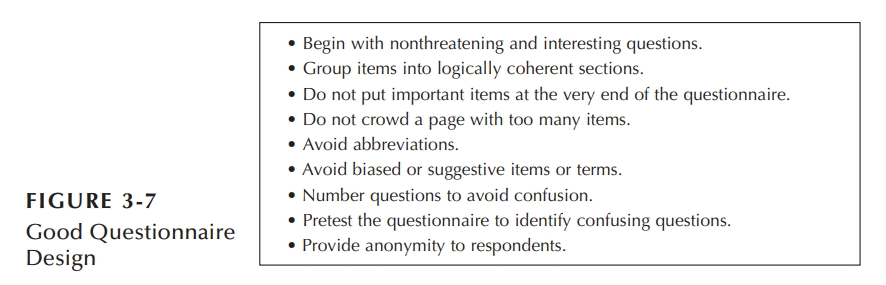 • Begin with nonthreatening and interesting questions.
• Group items into logically coherent sections.
• Do not put important items at the very end of the questionnaire.
• Do not crowd a page with too many items.
• Avoid abbreviations.
• Avoid biased or suggestive items or terms.
• Number questions to avoid confusion.
• Pretest the questionnaire to identify confusing questions.
• Provide anonymity to respondents.
FIGURE 3-7
Good Questionnaire
Design